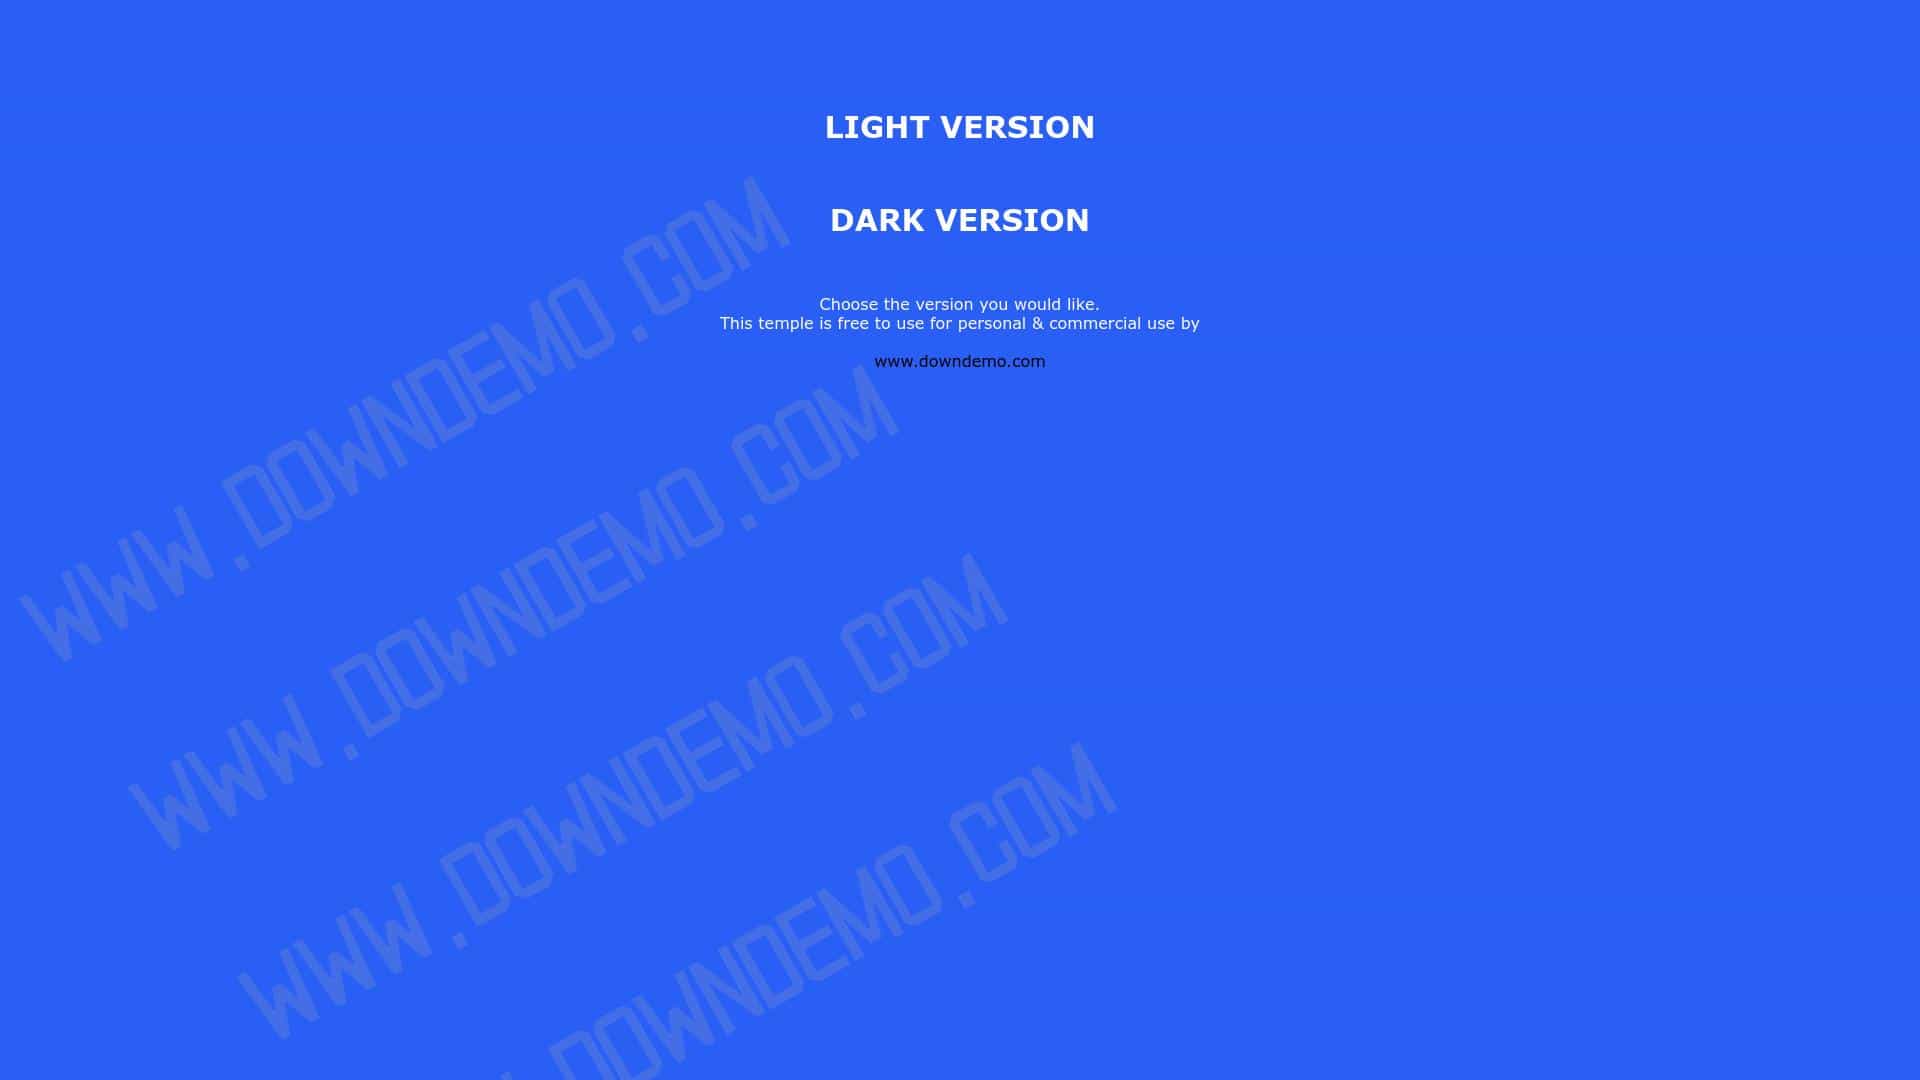 LIGHT VERSION
DARK VERSION
Choose the version you would like.
This temple is free to use for personal & commercial use by
www.downdemo.com
WWW.DOWNDEMO.COM
WWW.DOWNDEMO.COM
WWW.DOWNDEMO.COM
DOWNDEMO.COM